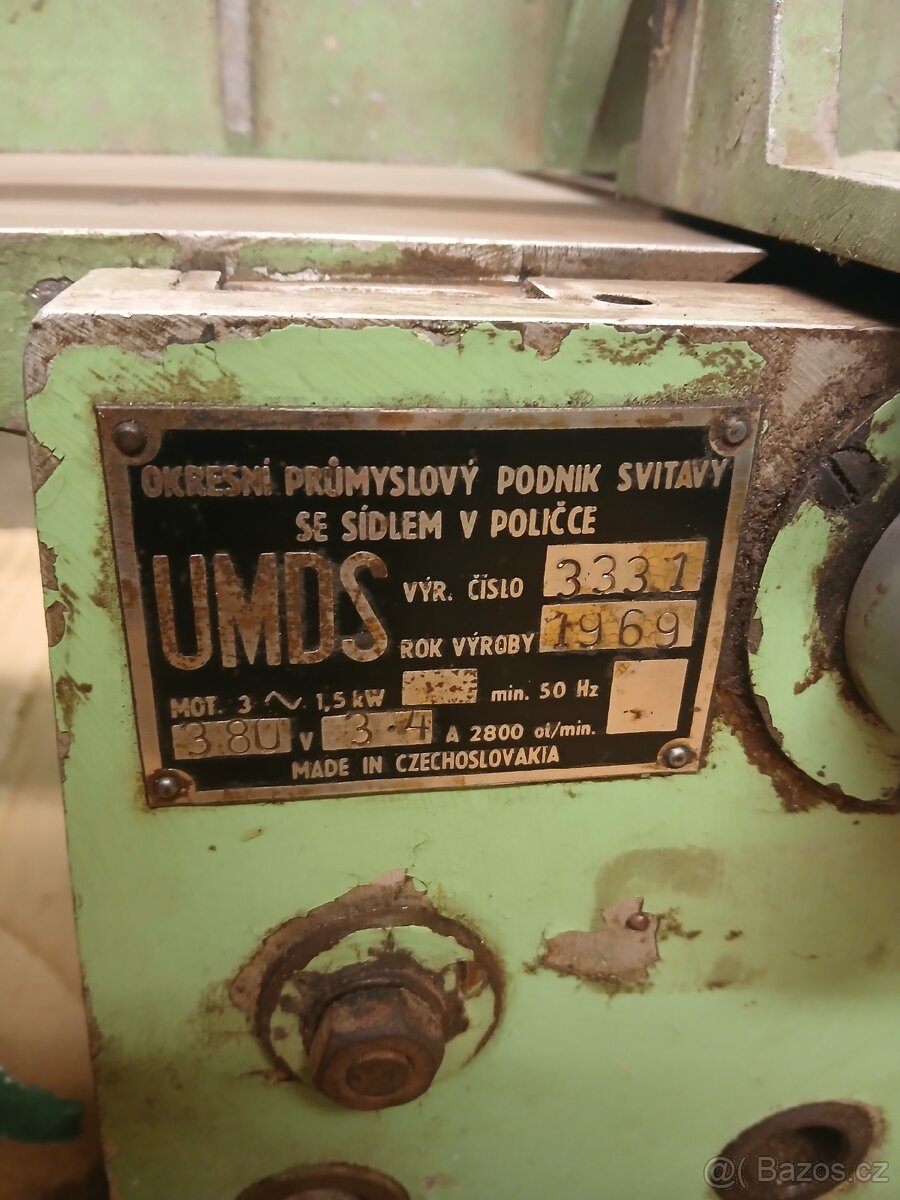 OKRESNÍ PRŮMYSLOVÝ PODNIK SVITAVY
SE SÍDLEM V POLIČCE
UMDS VÝR. ČÍSLO 3331
ROK VÝROBY 1969
MOT. 3 ∿ 1,5 kW min. 50 Hz
380 V 3.4 A 2800 ot/min.
MADE IN CZECHOSLOVAKIA
@( Bazos.cz